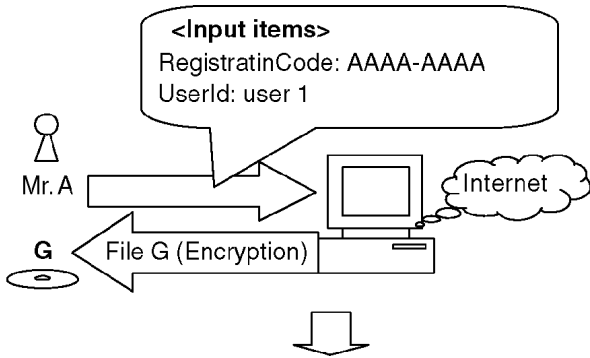 <Input items>
RegistratinCode: AAAA-AAAA
UserId: user 1
Mr. A
Internet
G
File G (Encryption)